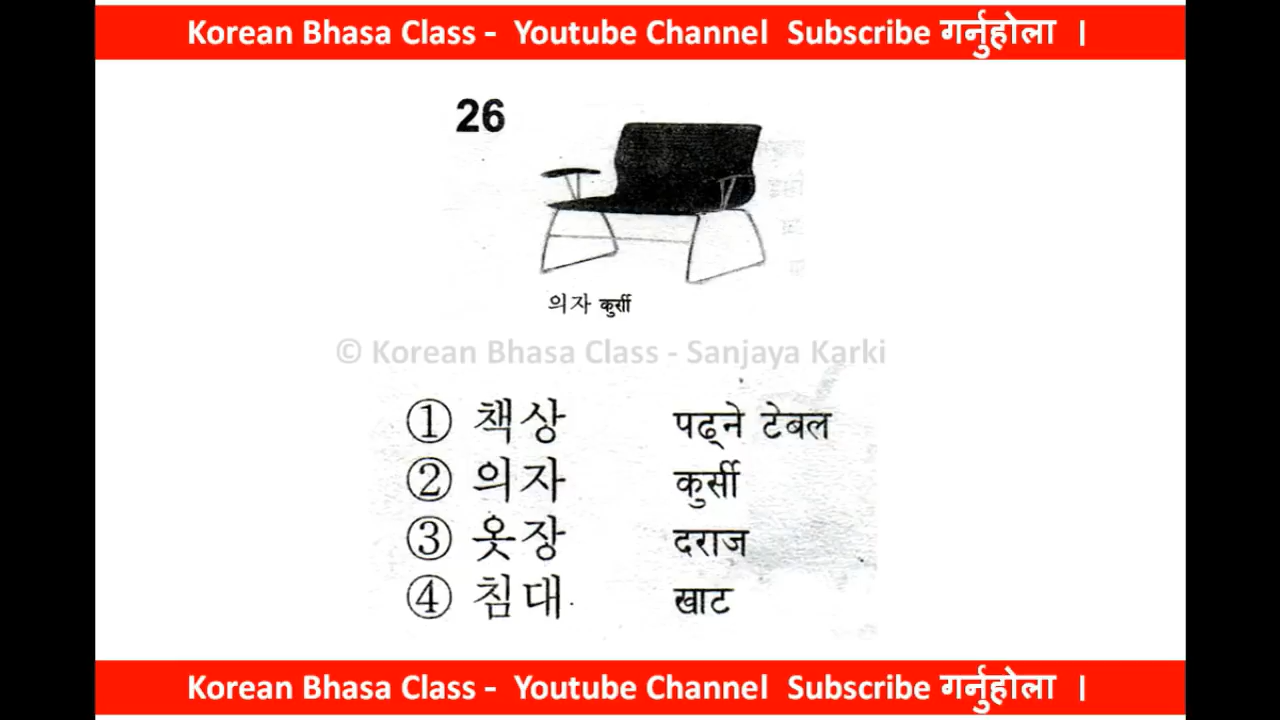 Korean Bhasa Class - Youtube Channel Subscribe गर्नुहोला ।
26
의자 कुर्सी
© Korean Bhasa Class - Sanjaya Karki
① 책상 पढ्ने टेबल
② 의자 कुर्सी
③ 옷장 दराज
④ 침대 खाट
Korean Bhasa Class - Youtube Channel Subscribe गर्नुहोला ।